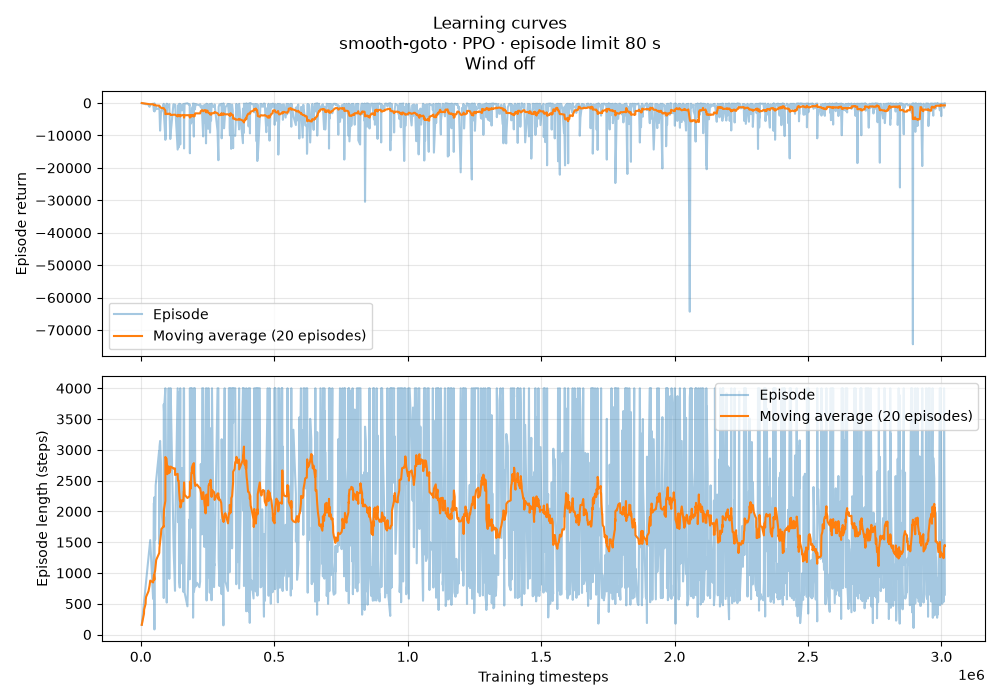 Learning curves
smooth-goto · PPO · episode limit 80 s
Wind off
Episode return
0
−10000
−20000
−30000
−40000
−50000
−60000
−70000
Episode
Moving average (20 episodes)
Episode length (steps)
4000
3500
3000
2500
2000
1500
1000
500
0
Episode
Moving average (20 episodes)
0.0 0.5 1.0 1.5 2.0 2.5 3.0
1e6
Training timesteps